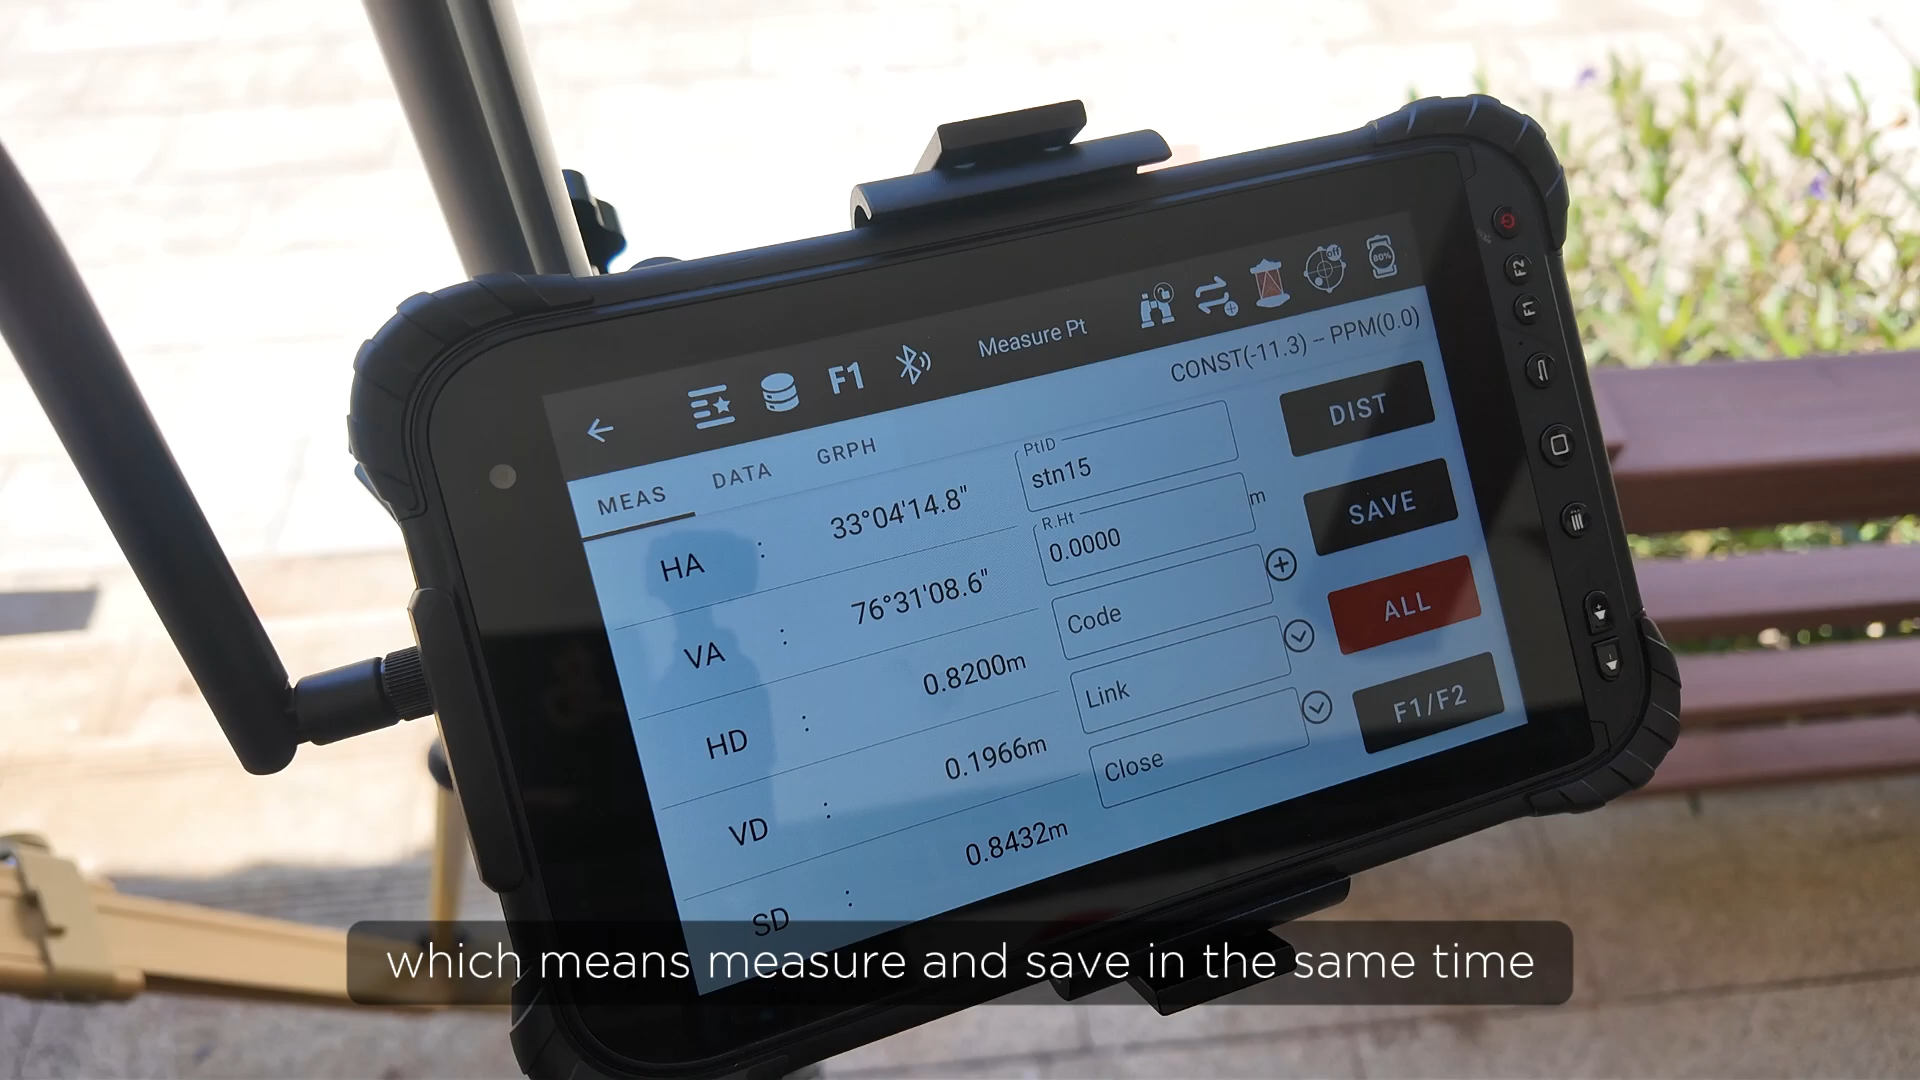 F1 Measure Pt off 80%
CONST(-11.3) – PPM(0.0)
MEAS DATA GRPH
HA : 33°04'14.8"
VA : 76°31'08.6"
HD : 0.8200m
VD : 0.1966m
SD : 0.8432m
PtID
stn15
R.Ht
0.0000 m
Code
Link
Close
DIST
SAVE
ALL
F1/F2
F2
F1
which means measure and save in the same time